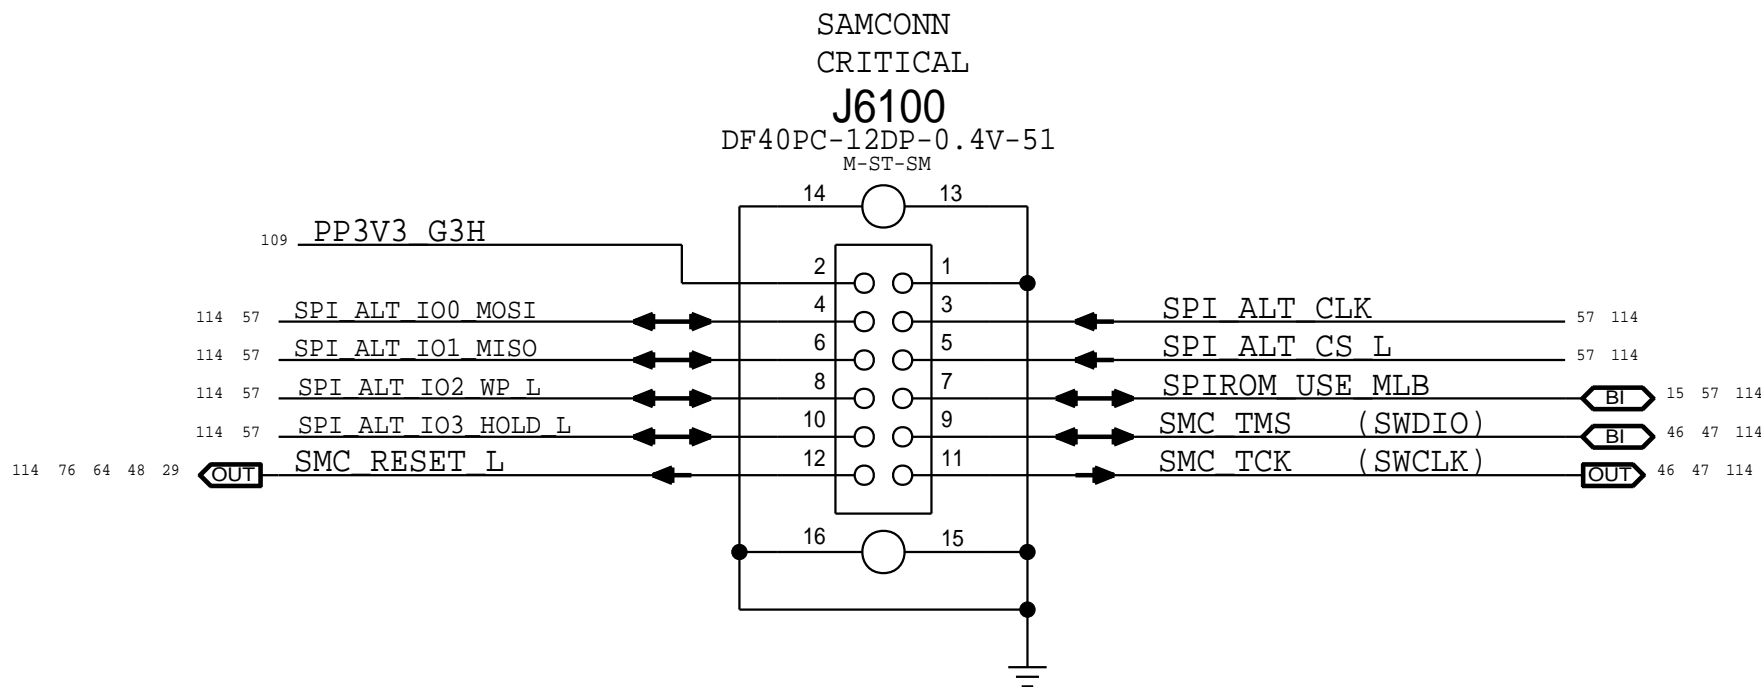 SAMCONN
CRITICAL
J6100
DF40PC-12DP-0.4V-51
M-ST-SM
14 13
109 PP3V3_G3H
2 1
114 57 SPI_ALT_IO0_MOSI 4 3 SPI_ALT_CLK 57 114
114 57 SPI_ALT_IO1_MISO 6 5 SPI_ALT_CS_L 57 114
114 57 SPI_ALT_IO2_WP_L 8 7 SPIROM_USE_MLB BI 15 57 114
114 57 SPI_ALT_IO3_HOLD_L 10 9 SMC_TMS (SWDIO) BI 46 47 114
114 76 64 48 29 OUT SMC_RESET_L 12 11 SMC_TCK (SWCLK) OUT 46 47 114
16 15